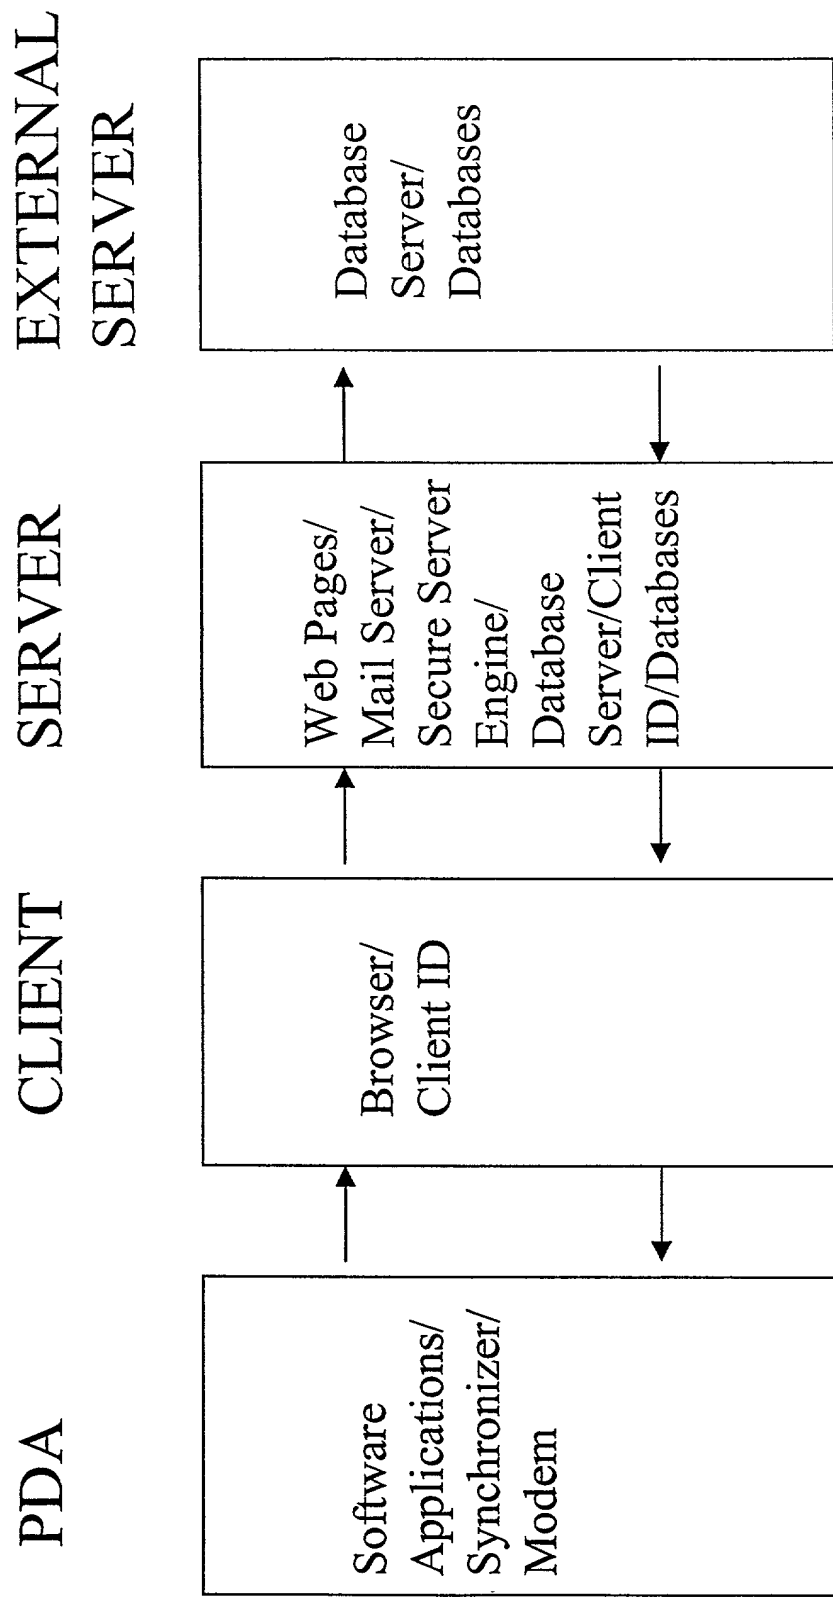 PDA
Software
Applications/
Synchronizer/
Modem
CLIENT
Browser/
Client ID
SERVER
Web Pages/
Mail Server/
Secure Server
Engine/
Database
Server/Client
ID/Databases
EXTERNAL
SERVER
Database
Server/
Databases